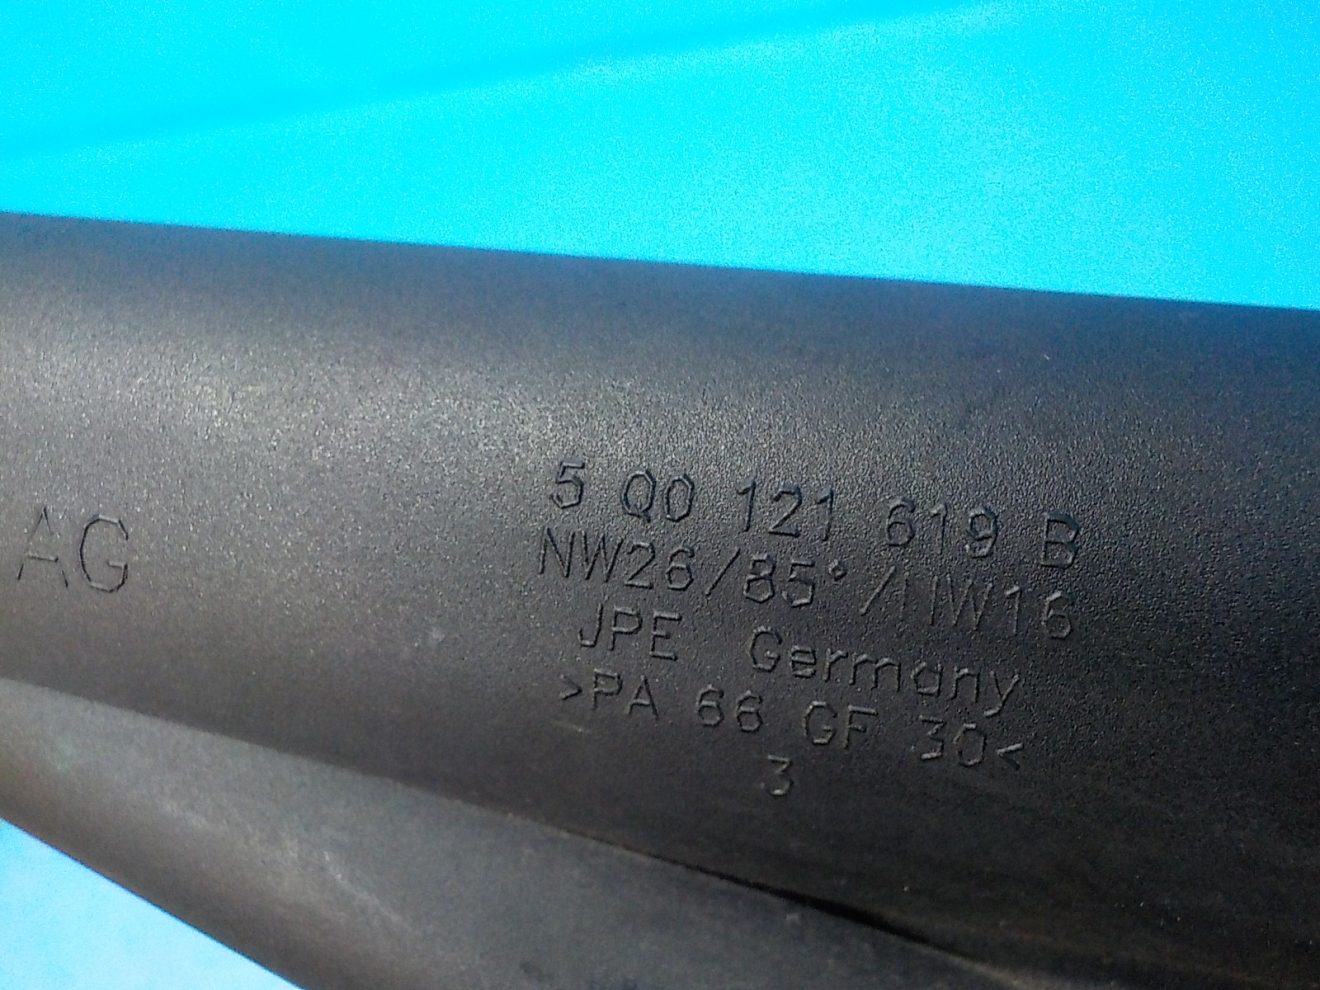 AG
5 Q0 121 619 B
NW26/85°/NW16
JPE Germany
>PA 66 GF 30<
3